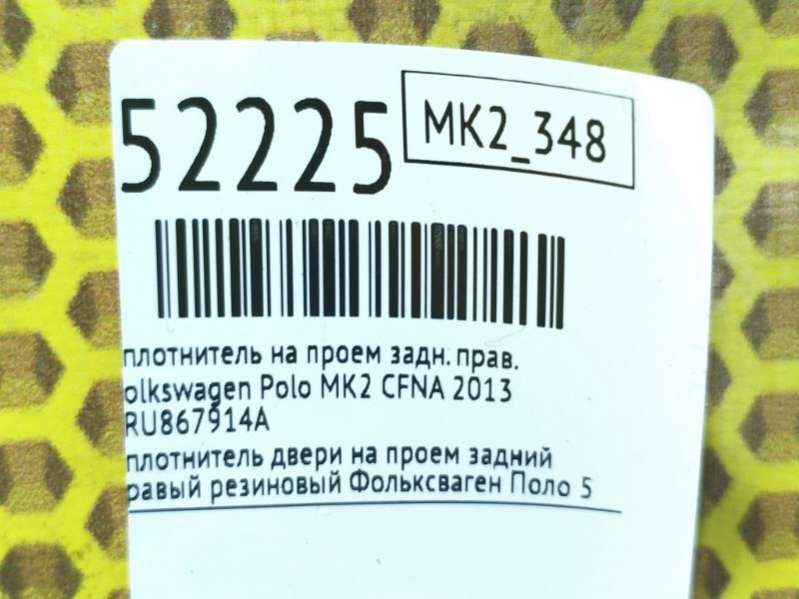 52225
MK2_348
плотнитель на проем задн. прав.
olkswagen Polo MK2 CFNA 2013
RU867914A
плотнитель двери на проем задний
равый резиновый Фольксваген Поло 5